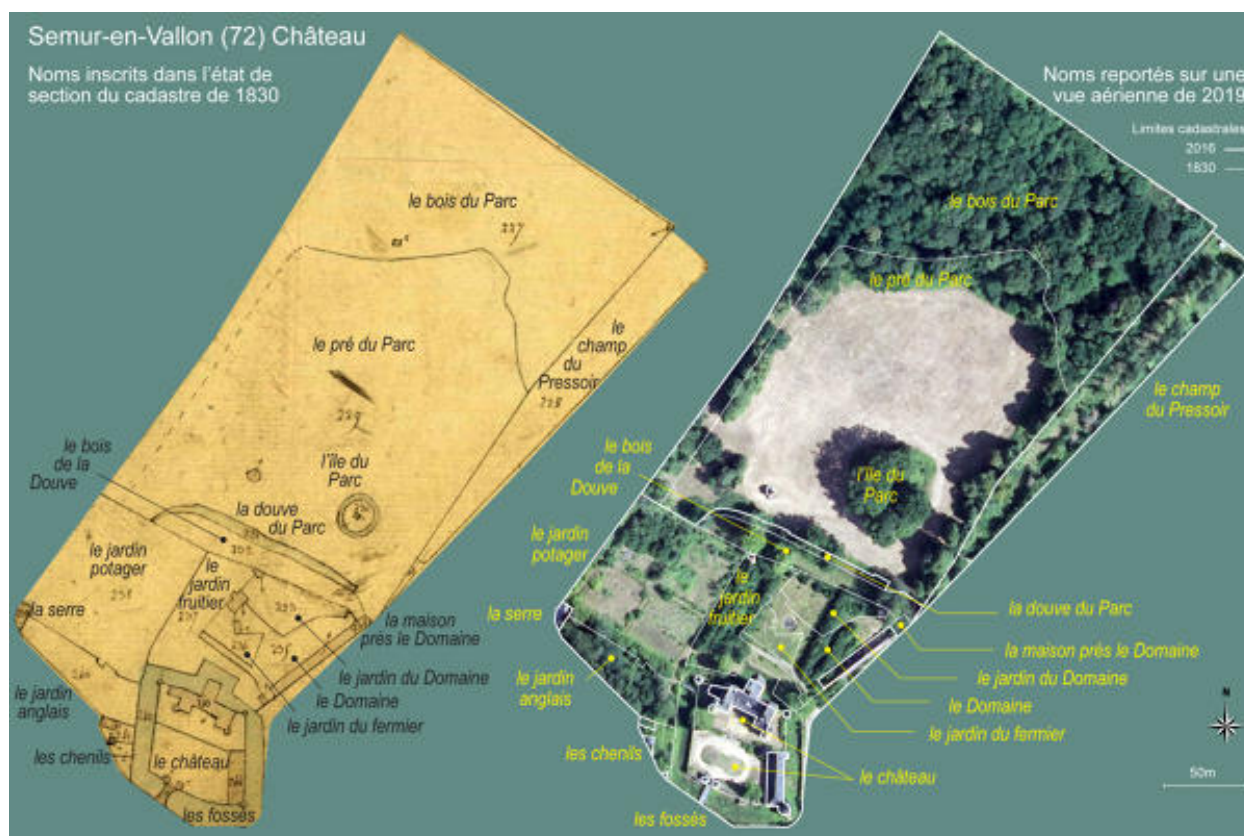 Semur-en-Vallon (72) Château
Noms inscrits dans l'état de
section du cadastre de 1830
le bois du Parc
le pré du Parc
le
champ
du
Pressoir
228
229
le bois
de la
Douve
l'île du
Parc
la douve
du Parc
le jardin
potager
le
jardin
fruitier
la serre
la maison
près le Domaine
le jardin du Domaine
le jardin
anglais
le Domaine
le jardin du fermier
les chenils
le château
les fossés
Noms reportés sur une
vue aérienne de 2019
Limites cadastrales
2016
1830
le bois du Parc
le pré du Parc
le champ
du Pressoir
le bois
de la
Douve
l'île du
Parc
le jardin
potager
le
jardin
fruitier
la serre
la douve du Parc
la maison près le Domaine
le jardin du Domaine
le jardin
anglais
le Domaine
le jardin du fermier
les chenils
le château
les fossés
N
50m